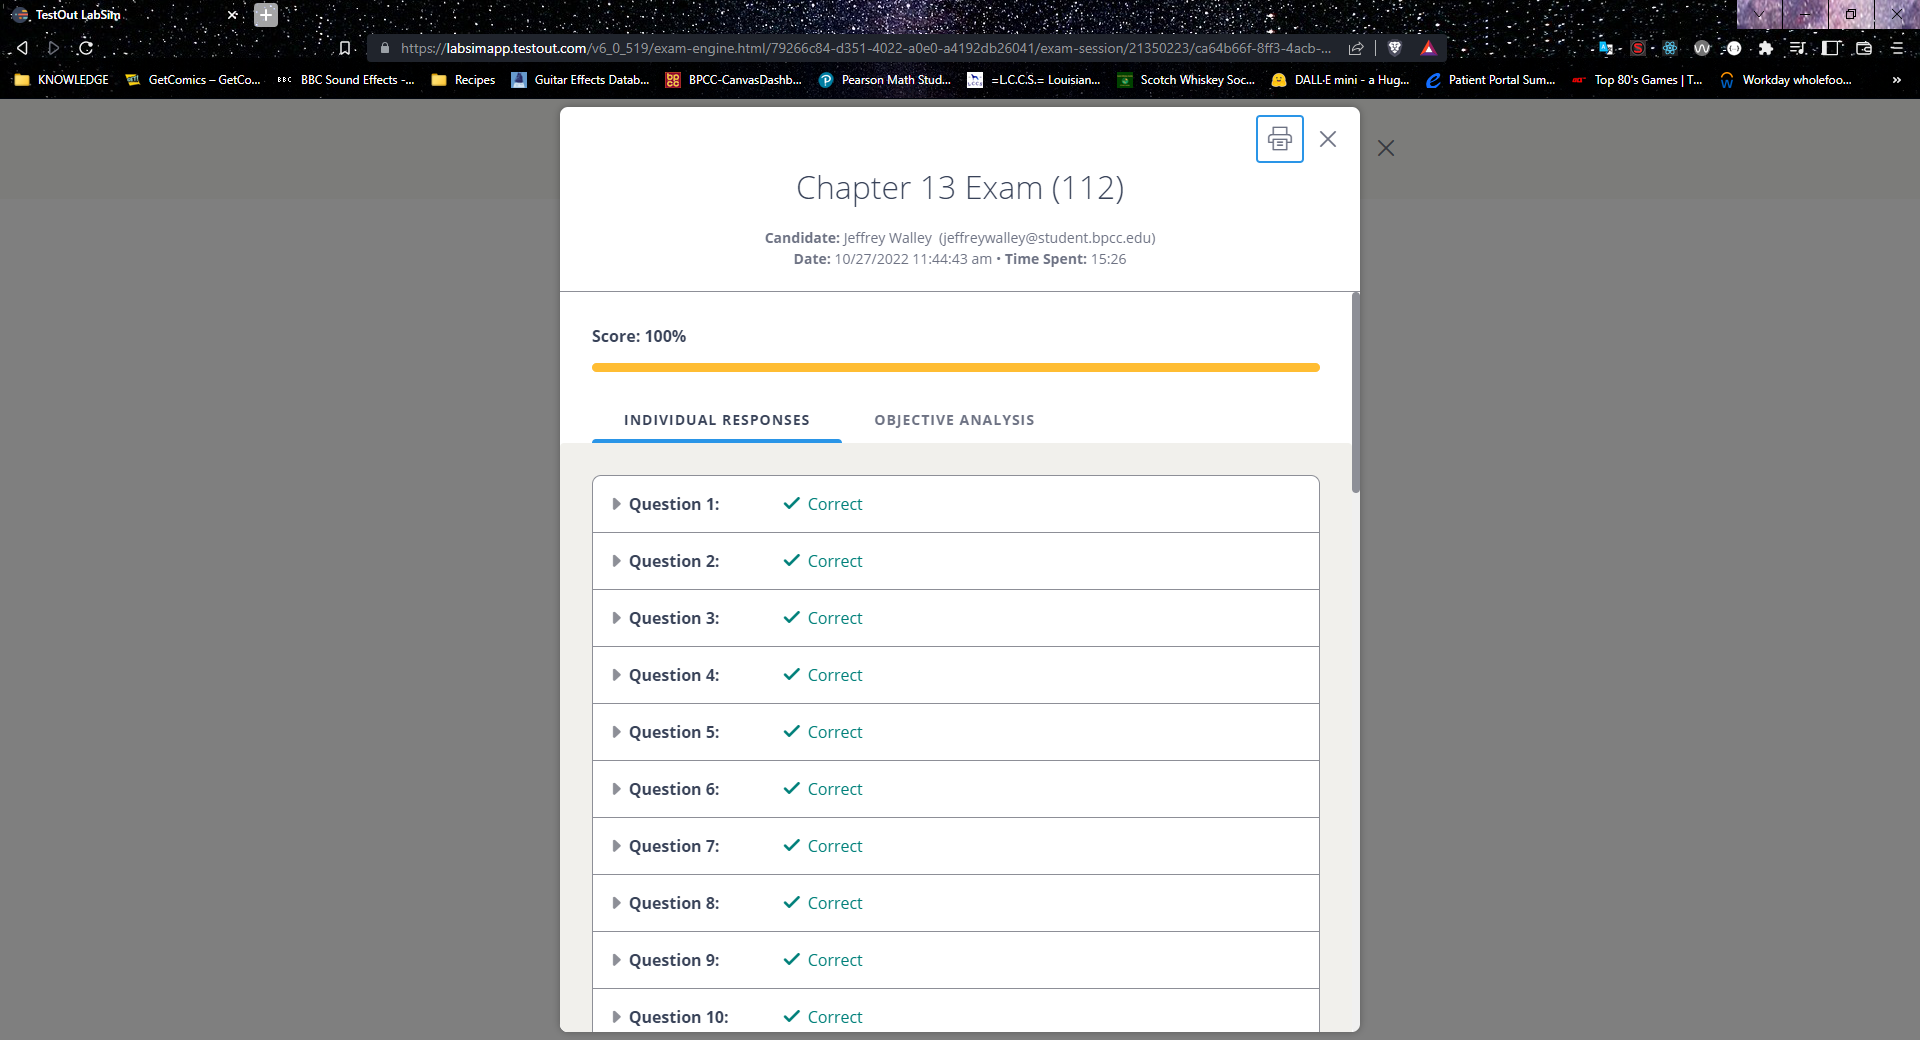 TestOut LabSim
https://labsimapp.testout.com/v6_0_519/exam-engine.html/79266c84-d351-4022-a0e0-a4192db26041/exam-session/21350223/ca64b66f-8ff3-4acb-...
KNOWLEDGE GetComics – GetCo... BBC BBC Sound Effects -... Recipes Guitar Effects Datab... BPCC-CanvasDashb... Pearson Math Stud... =L.C.C.S.= Louisian... Scotch Whiskey Soc... DALL·E mini - a Hug... Patient Portal Sum... Top 80's Games | T... Workday wholefoo... »
Chapter 13 Exam (112)
Candidate: Jeffrey Walley (jeffreywalley@student.bpcc.edu)
Date: 10/27/2022 11:44:43 am • Time Spent: 15:26
Score: 100%
INDIVIDUAL RESPONSES OBJECTIVE ANALYSIS
Question 1: Correct
Question 2: Correct
Question 3: Correct
Question 4: Correct
Question 5: Correct
Question 6: Correct
Question 7: Correct
Question 8: Correct
Question 9: Correct
Question 10: Correct